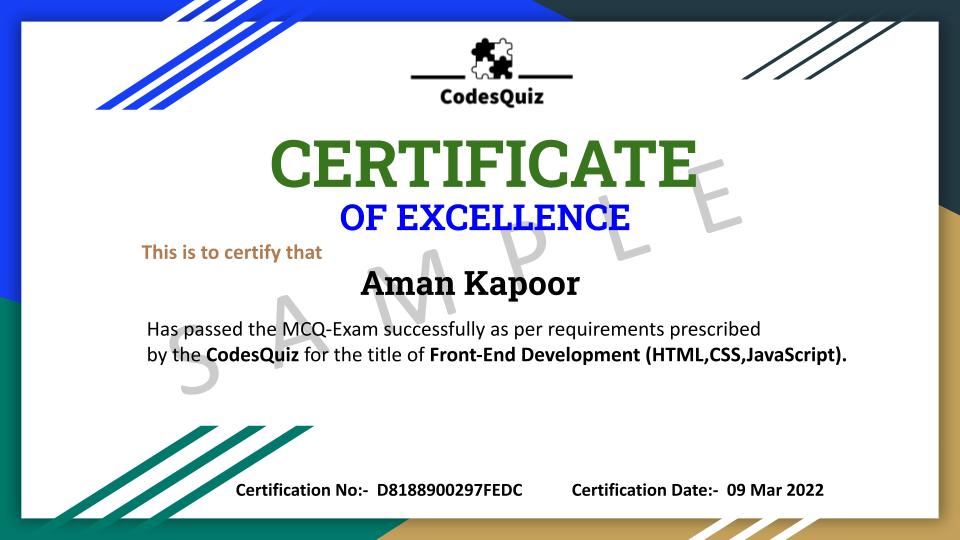 CodesQuiz
CERTIFICATE
OF EXCELLENCE
This is to certify that
Aman Kapoor
Has passed the MCQ-Exam successfully as per requirements prescribed
by the CodesQuiz for the title of Front-End Development (HTML,CSS,JavaScript).
SAMPLE
Certification No:- D8188900297FEDC Certification Date:- 09 Mar 2022